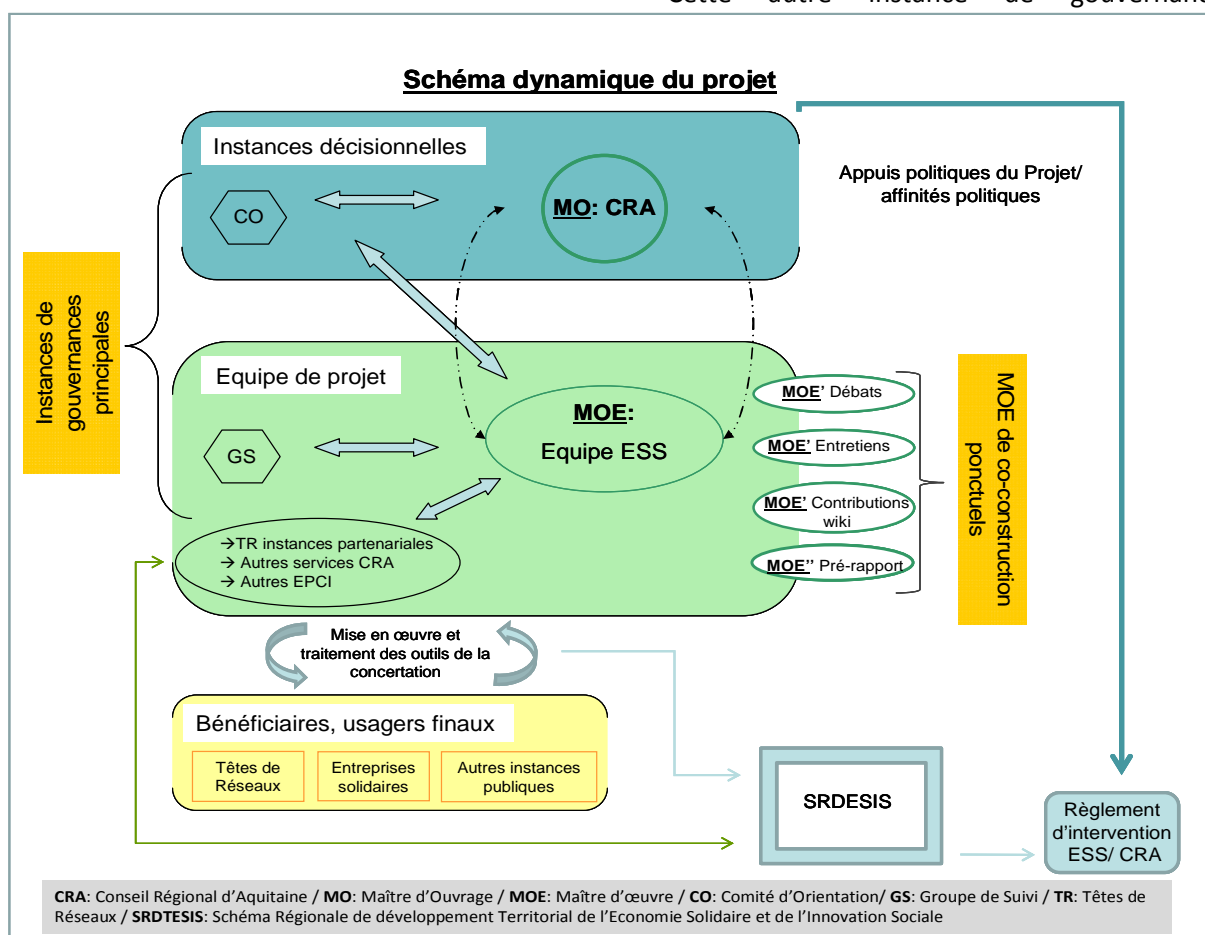 Cette autre instance de gouvernanc
Schéma dynamique du projet
Instances décisionnelles
CO
MO: CRA
Appuis politiques du Projet/
affinités politiques
Instances de
gouvernances
principales
Equipe de projet
MOE:
Equipe ESS
GS
→TR instances partenariales
→ Autres services CRA
→ Autres EPCI
MOE' Débats
MOE' Entretiens
MOE' Contributions
wiki
MOE'' Pré-rapport
MOE de co-construction
ponctuels
Mise en œuvre et
traitement des outils de la
concertation
Bénéficiaires, usagers finaux
Têtes de
Réseaux
Entreprises
solidaires
Autres instances
publiques
SRDESIS
Règlement
d'intervention
ESS/ CRA
CRA: Conseil Régional d'Aquitaine / MO: Maître d'Ouvrage / MOE: Maître d'œuvre / CO: Comité d'Orientation/ GS: Groupe de Suivi / TR: Têtes de
Réseaux / SRDTESIS: Schéma Régionale de développement Territorial de l'Economie Solidaire et de l'Innovation Sociale